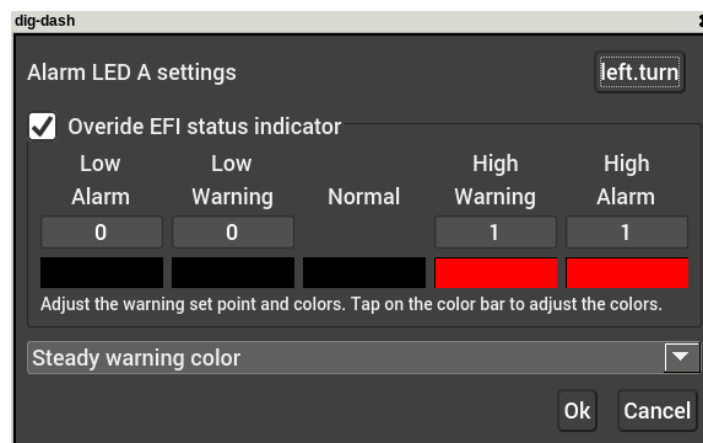 dig-dash
Alarm LED A settings
left.turn
Overide EFI status indicator
Low Alarm
Low Warning
Normal
High Warning
High Alarm
0
0
1
1
Adjust the warning set point and colors. Tap on the color bar to adjust the colors.
Steady warning color
Ok
Cancel